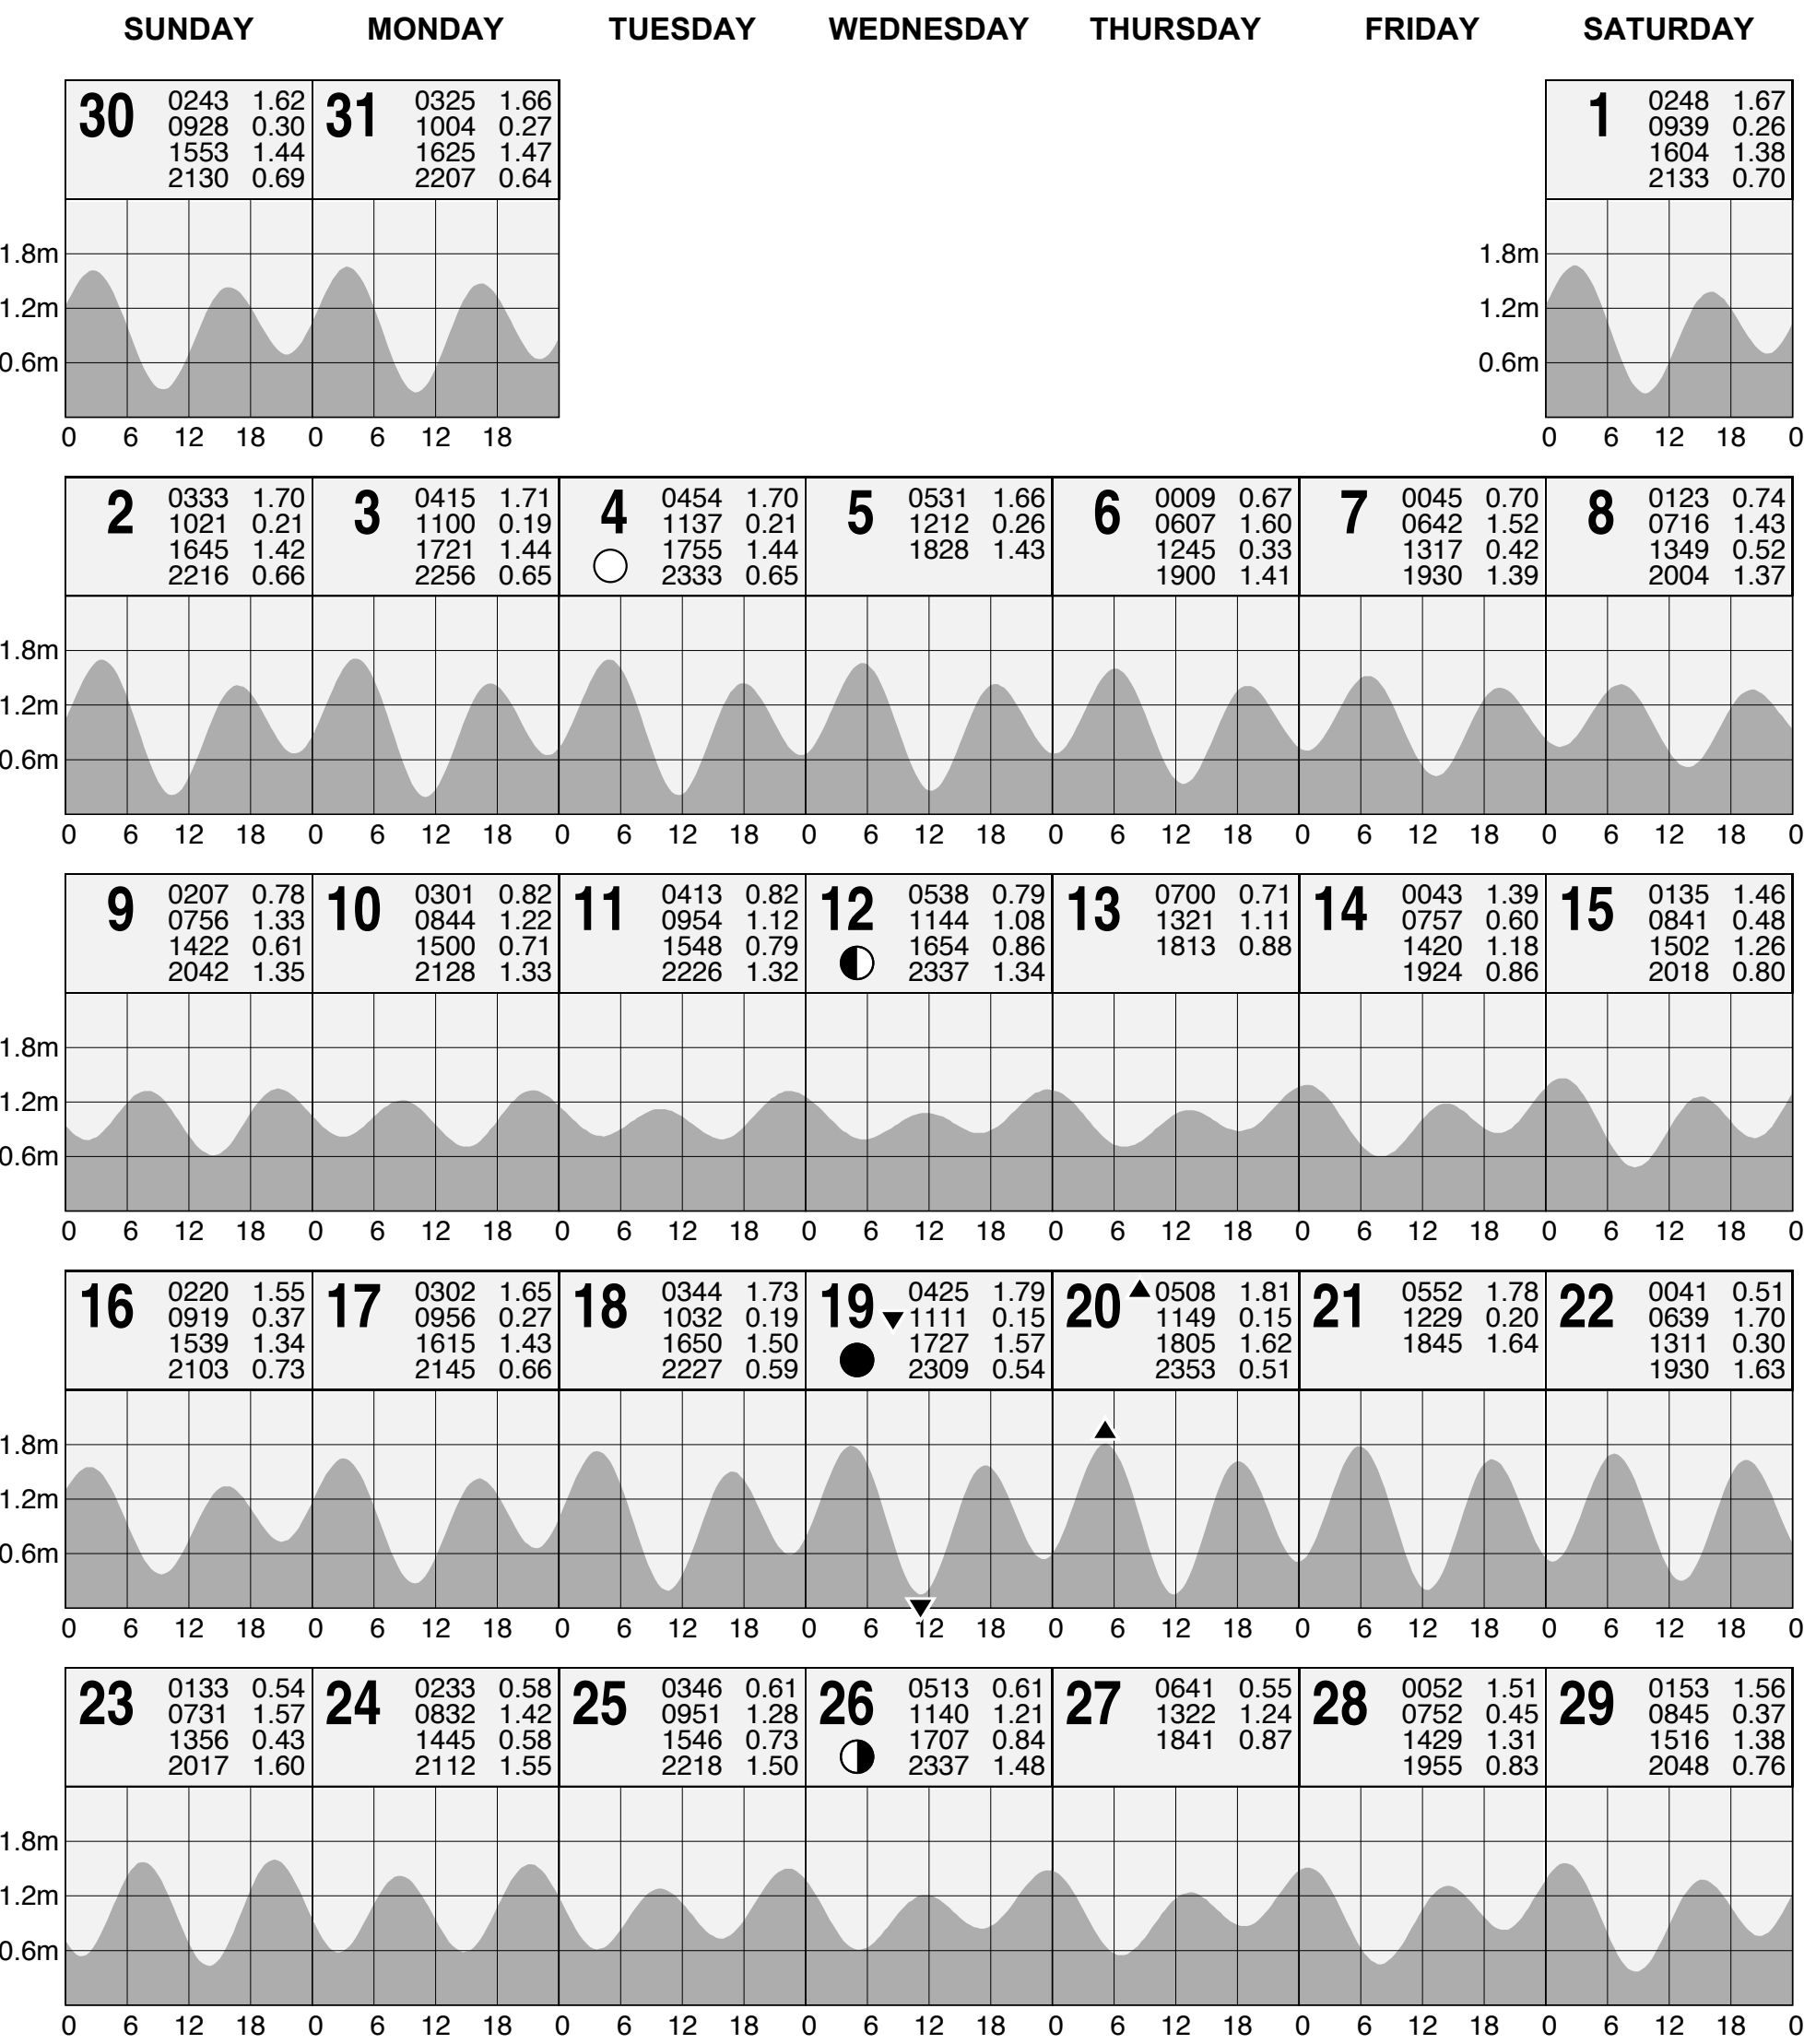 SUNDAY MONDAY TUESDAY WEDNESDAY THURSDAY FRIDAY SATURDAY
30 0243 1.62 31 0325 1.66 1 0248 1.67
0928 0.30 1004 0.27 0939 0.26
1553 1.44 1625 1.47 1604 1.38
2130 0.69 2207 0.64 2133 0.70
1.8m 1.8m
1.2m 1.2m
0.6m 0.6m
0 6 12 18 0 6 12 18 0 6 12 18 0
2 0333 1.70 3 0415 1.71 4 0454 1.70 5 0531 1.66 6 0009 0.67 7 0045 0.70 8 0123 0.74
1021 0.21 1100 0.19 1137 0.21 1212 0.26 0607 1.60 0642 1.52 0716 1.43
1645 1.42 1721 1.44 1755 1.44 1828 1.43 1245 0.33 1317 0.42 1349 0.52
2216 0.66 2256 0.65 2333 0.65 1900 1.41 1930 1.39 2004 1.37
1.8m
1.2m
0.6m
0 6 12 18 0 6 12 18 0 6 12 18 0 6 12 18 0 6 12 18 0 6 12 18 0 6 12 18 0
9 0207 0.78 10 0301 0.82 11 0413 0.82 12 0538 0.79 13 0700 0.71 14 0043 1.39 15 0135 1.46
0756 1.33 0844 1.22 0954 1.12 1144 1.08 1321 1.11 0757 0.60 0841 0.48
1422 0.61 1500 0.71 1548 0.79 1654 0.86 1813 0.88 1420 1.18 1502 1.26
2042 1.35 2128 1.33 2226 1.32 2337 1.34 1924 0.86 2018 0.80
1.8m
1.2m
0.6m
0 6 12 18 0 6 12 18 0 6 12 18 0 6 12 18 0 6 12 18 0 6 12 18 0 6 12 18 0
16 0220 1.55 17 0302 1.65 18 0344 1.73 19 0425 1.79 20 0508 1.81 21 0552 1.78 22 0041 0.51
0919 0.37 0956 0.27 1032 0.19 1111 0.15 1149 0.15 1229 0.20 0639 1.70
1539 1.34 1615 1.43 1650 1.50 1727 1.57 1805 1.62 1845 1.64 1311 0.30
2103 0.73 2145 0.66 2227 0.59 2309 0.54 2353 0.51 1930 1.63
1.8m
1.2m
0.6m
0 6 12 18 0 6 12 18 0 6 12 18 0 6 12 18 0 6 12 18 0 6 12 18 0 6 12 18 0
23 0133 0.54 24 0233 0.58 25 0346 0.61 26 0513 0.61 27 0641 0.55 28 0052 1.51 29 0153 1.56
0731 1.57 0832 1.42 0951 1.28 1140 1.21 1322 1.24 0752 0.45 0845 0.37
1356 0.43 1445 0.58 1546 0.73 1707 0.84 1841 0.87 1429 1.31 1516 1.38
2017 1.60 2112 1.55 2218 1.50 2337 1.48 1955 0.83 2048 0.76
1.8m
1.2m
0.6m
0 6 12 18 0 6 12 18 0 6 12 18 0 6 12 18 0 6 12 18 0 6 12 18 0 6 12 18 0